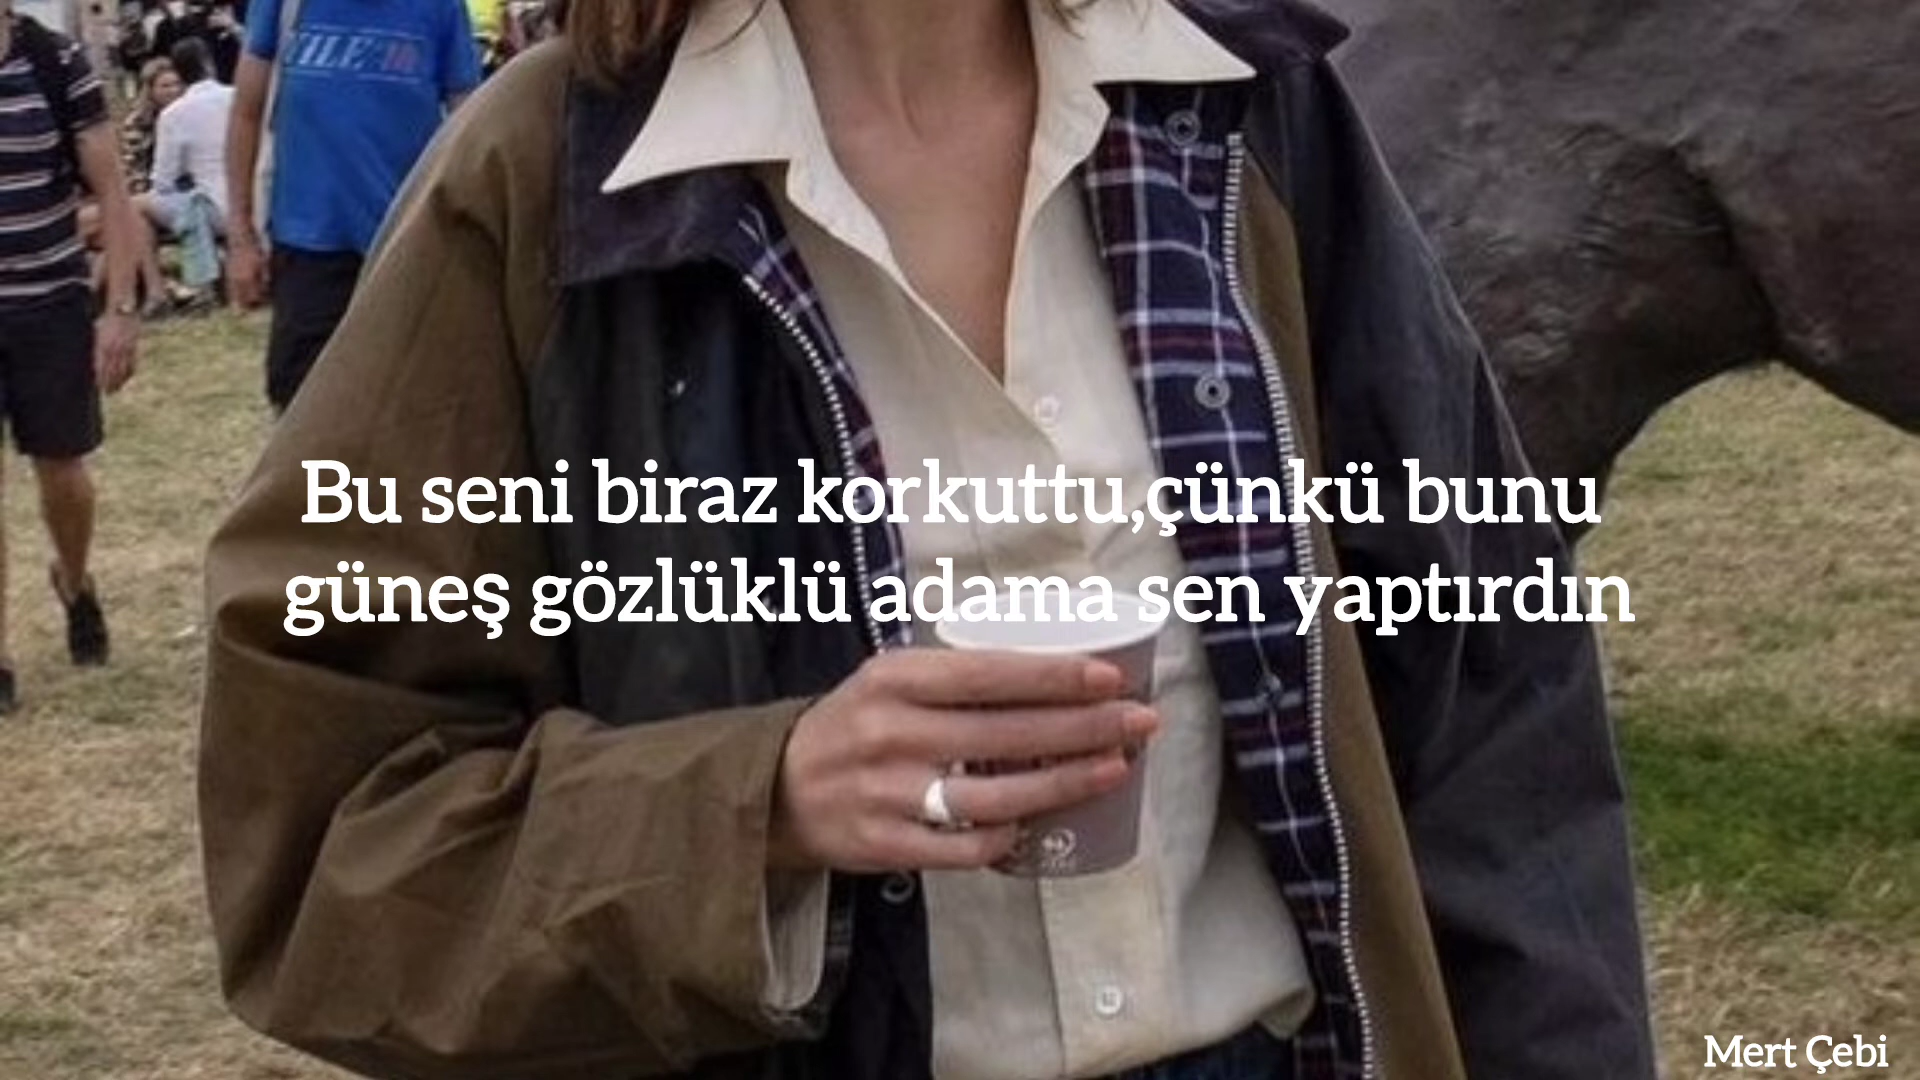 Bu seni biraz korkuttu,çünkü bunu
güneş gözlüklü adama sen yaptırdın
Mert Çebi